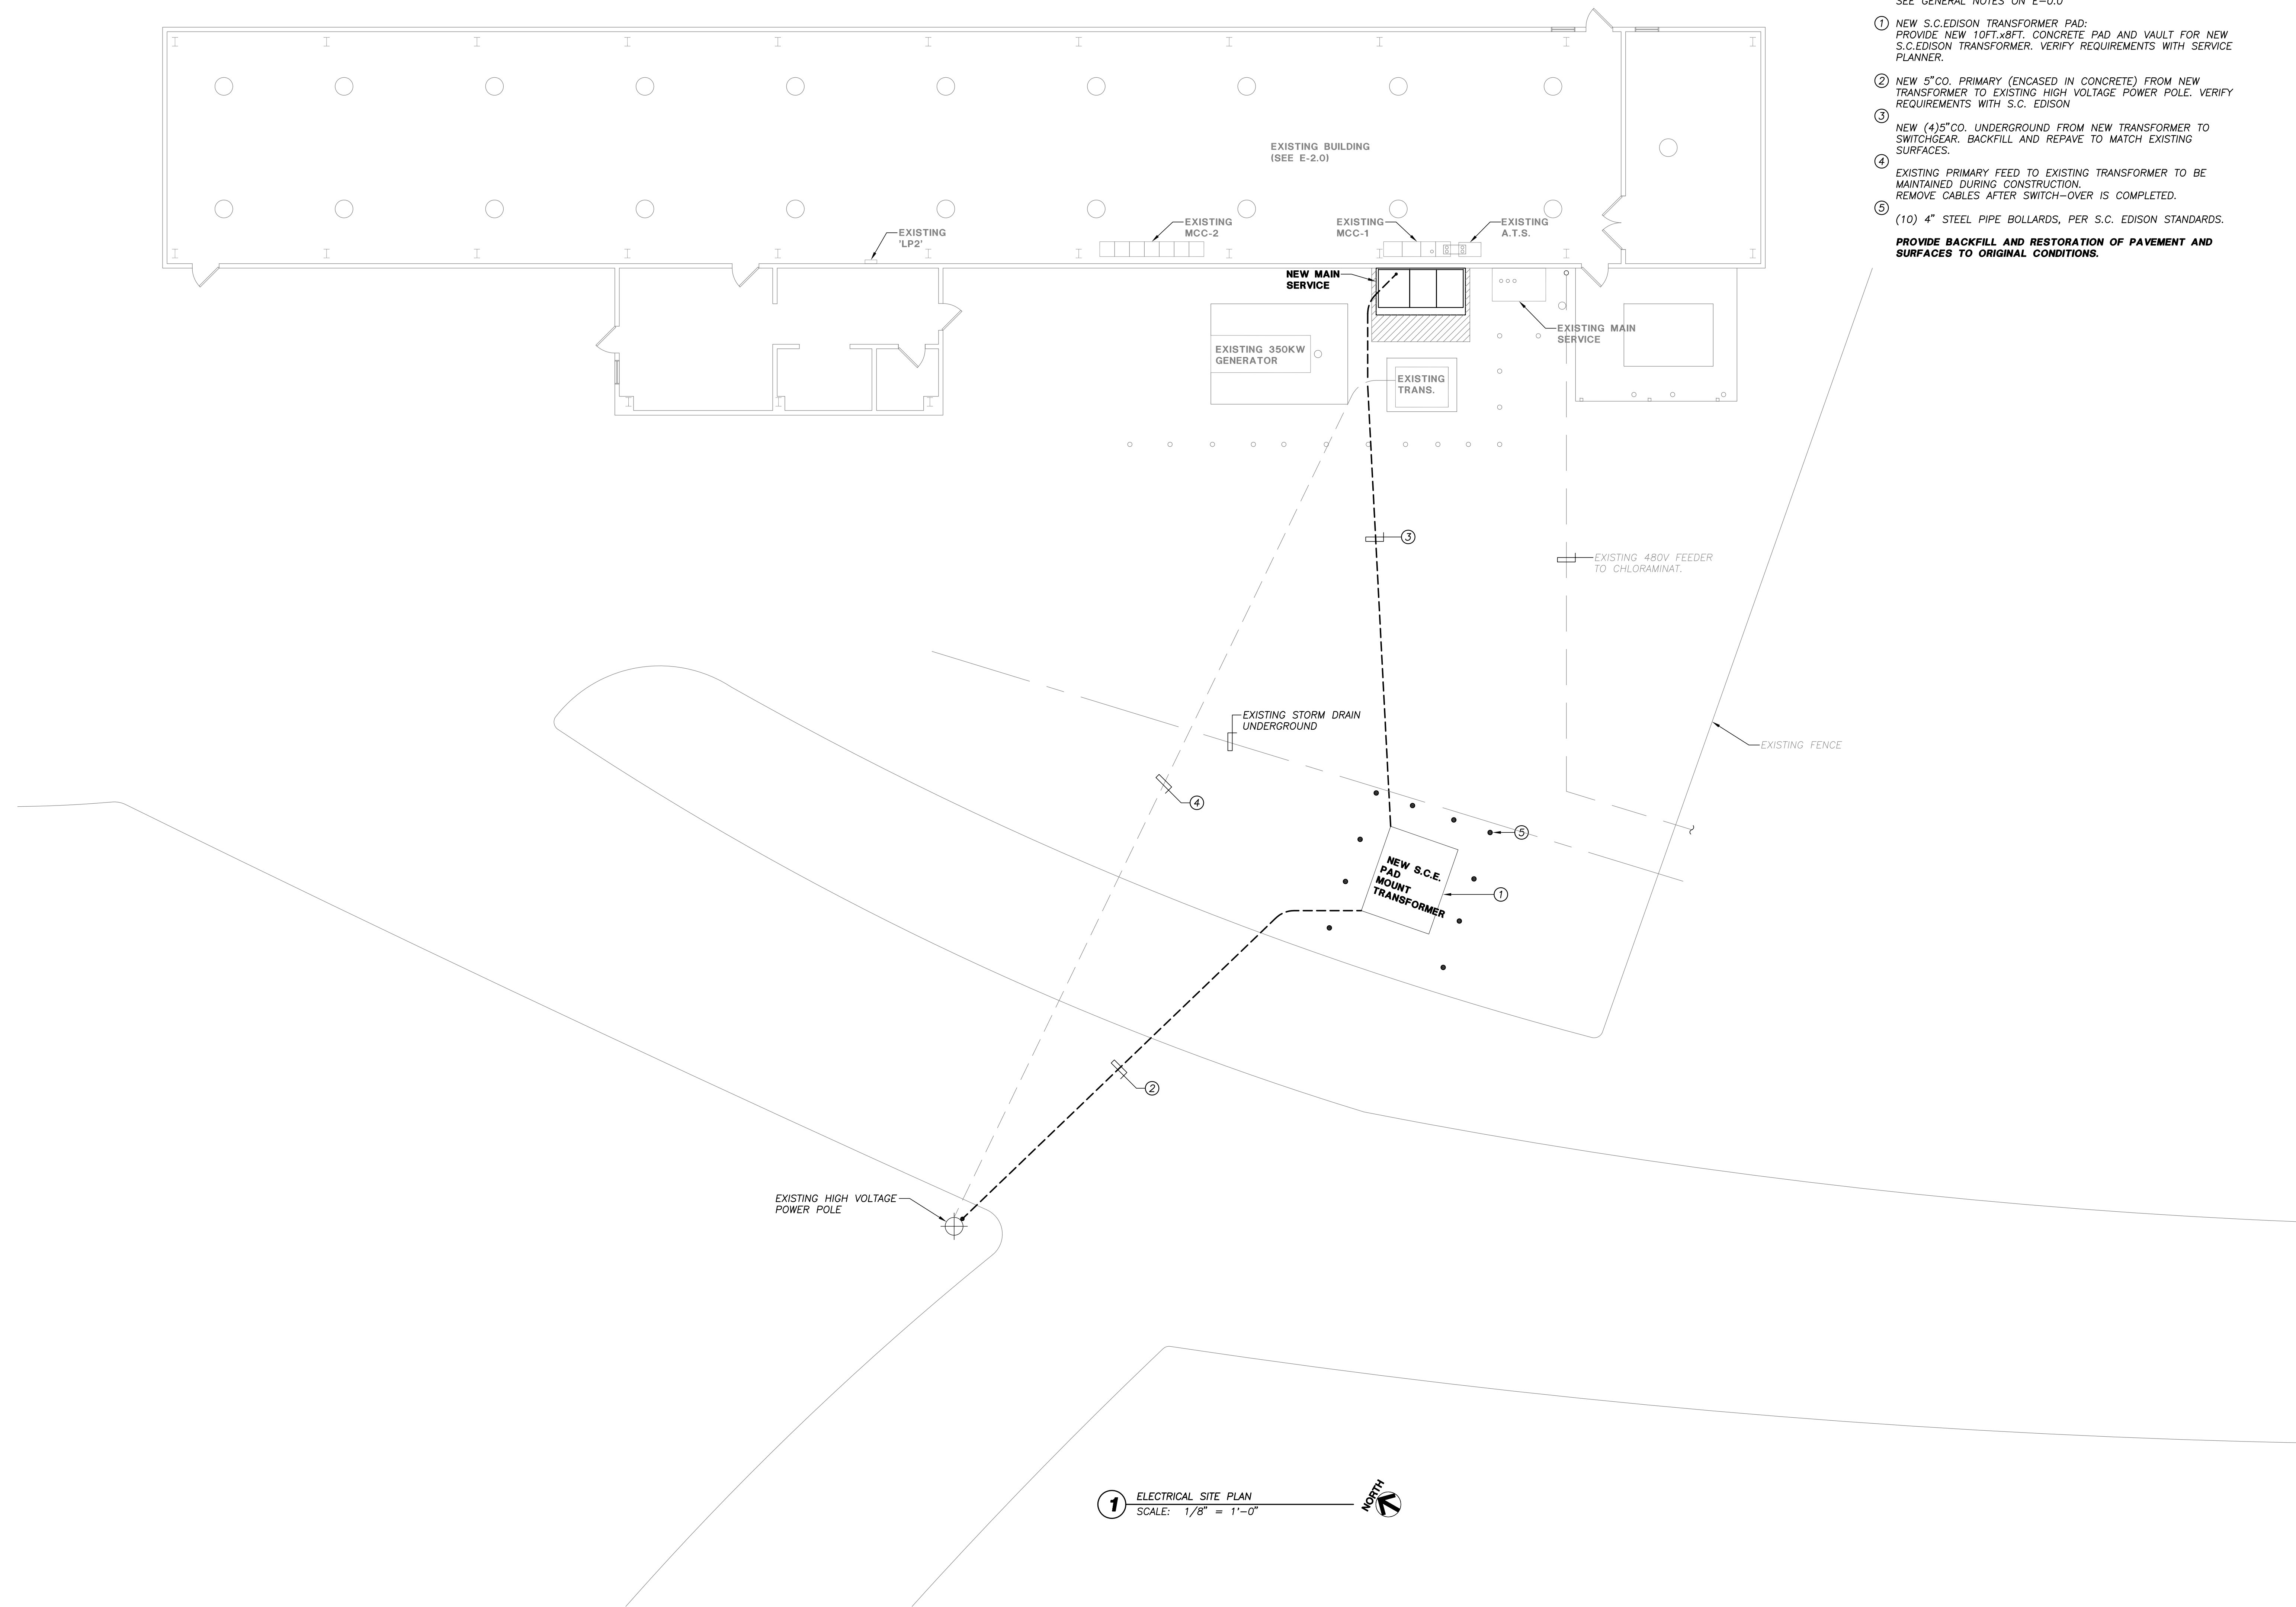 SEE GENERAL NOTES ON E-0.0
1 NEW S.C.EDISON TRANSFORMER PAD:
PROVIDE NEW 10FT.x8FT. CONCRETE PAD AND VAULT FOR NEW
S.C.EDISON TRANSFORMER. VERIFY REQUIREMENTS WITH SERVICE
PLANNER.
2 NEW 5"CO. PRIMARY (ENCASED IN CONCRETE) FROM NEW
TRANSFORMER TO EXISTING HIGH VOLTAGE POWER POLE. VERIFY
REQUIREMENTS WITH S.C. EDISON
3
NEW (4)5"CO. UNDERGROUND FROM NEW TRANSFORMER TO
SWITCHGEAR. BACKFILL AND REPAVE TO MATCH EXISTING
SURFACES.
4
EXISTING PRIMARY FEED TO EXISTING TRANSFORMER TO BE
MAINTAINED DURING CONSTRUCTION.
REMOVE CABLES AFTER SWITCH-OVER IS COMPLETED.
5
(10) 4" STEEL PIPE BOLLARDS, PER S.C. EDISON STANDARDS.
PROVIDE BACKFILL AND RESTORATION OF PAVEMENT AND
SURFACES TO ORIGINAL CONDITIONS.
EXISTING BUILDING
(SEE E-2.0)
EXISTING
'LP2'
EXISTING
MCC-2
EXISTING
MCC-1
EXISTING
A.T.S.
NEW MAIN
SERVICE
EXISTING MAIN
SERVICE
EXISTING 350KW
GENERATOR
EXISTING
TRANS.
3
EXISTING 480V FEEDER
TO CHLORAMINAT.
EXISTING STORM DRAIN
UNDERGROUND
EXISTING FENCE
4
5
NEW S.C.E.
PAD
MOUNT
TRANSFORMER
1
2
EXISTING HIGH VOLTAGE
POWER POLE
1
ELECTRICAL SITE PLAN
SCALE: 1/8" = 1'-0"
NORTH